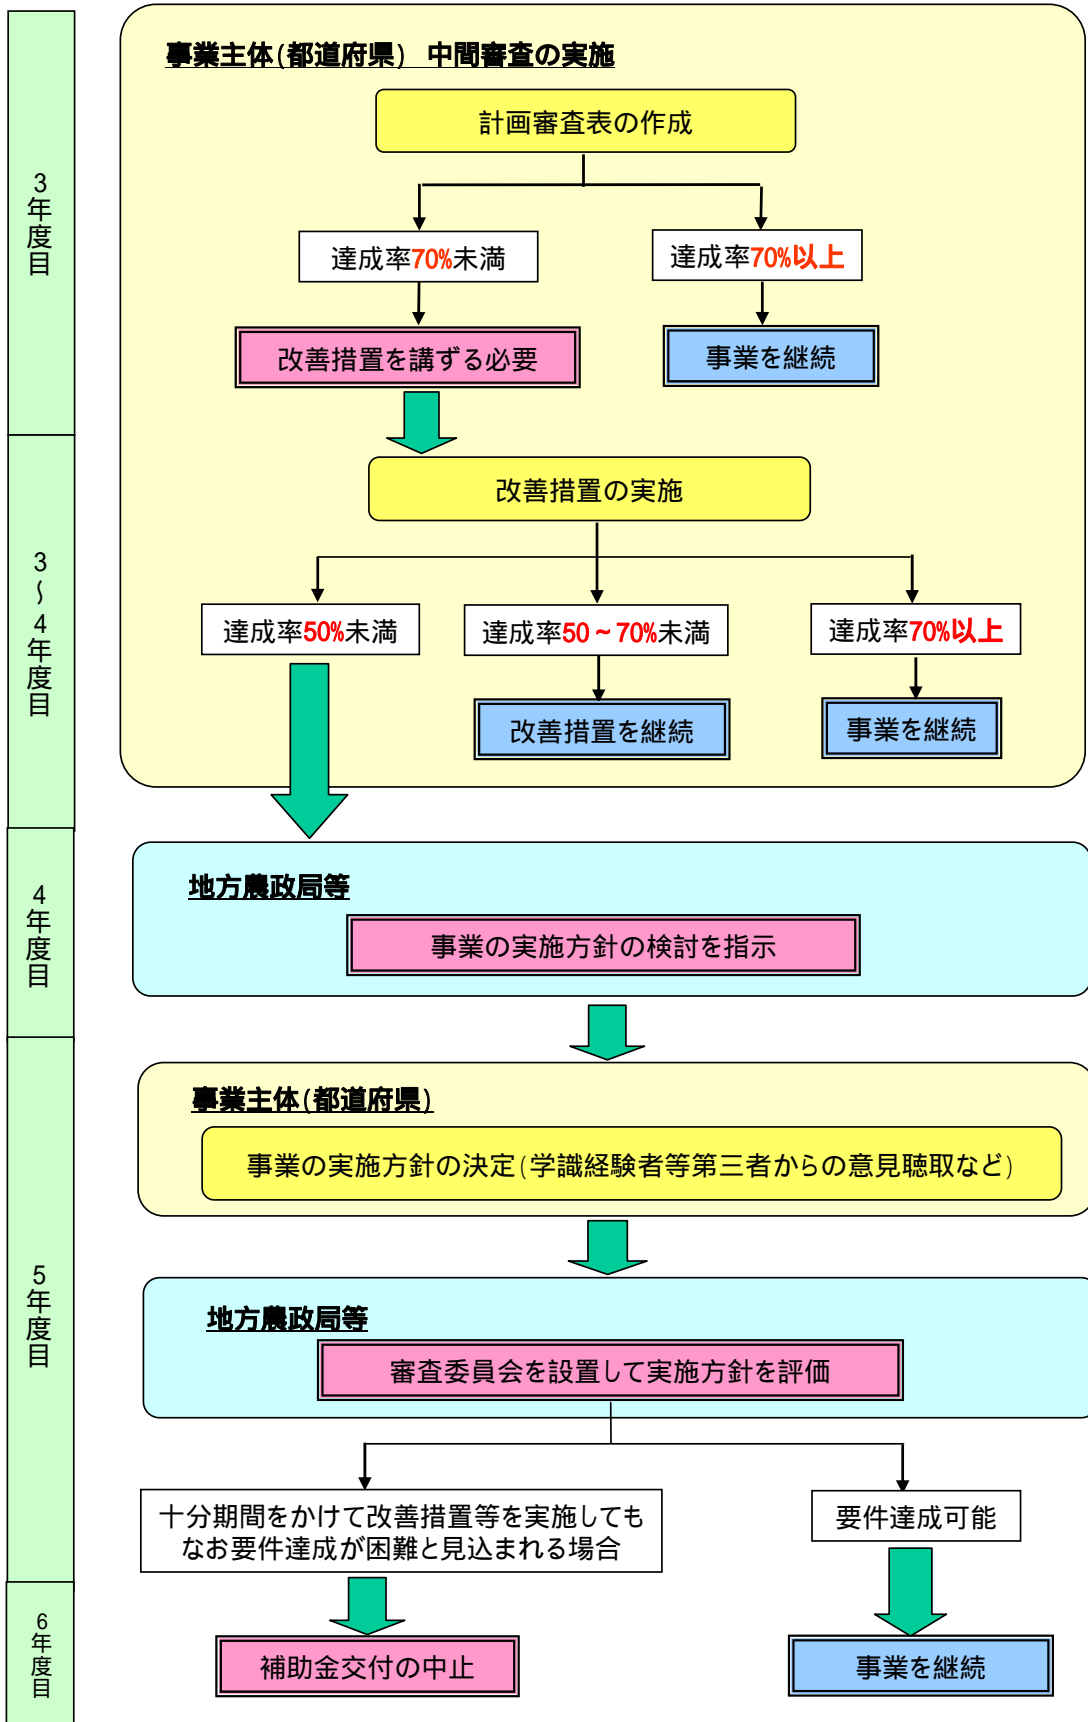 3年度目
事業主体(都道府県) 中間審査の実施
計画審査表の作成
達成率70%未満
達成率70%以上
改善措置を講ずる必要
事業を継続
3～4年度目
改善措置の実施
達成率50%未満
達成率50~70%未満
達成率70%以上
改善措置を継続
事業を継続
4年度目
地方農政局等
事業の実施方針の検討を指示
5年度目
事業主体(都道府県)
事業の実施方針の決定(学識経験者等第三者からの意見聴取など)
地方農政局等
審査委員会を設置して実施方針を評価
十分期間をかけて改善措置等を実施しても
なお要件達成が困難と見込まれる場合
要件達成可能
6年度目
補助金交付の中止
事業を継続